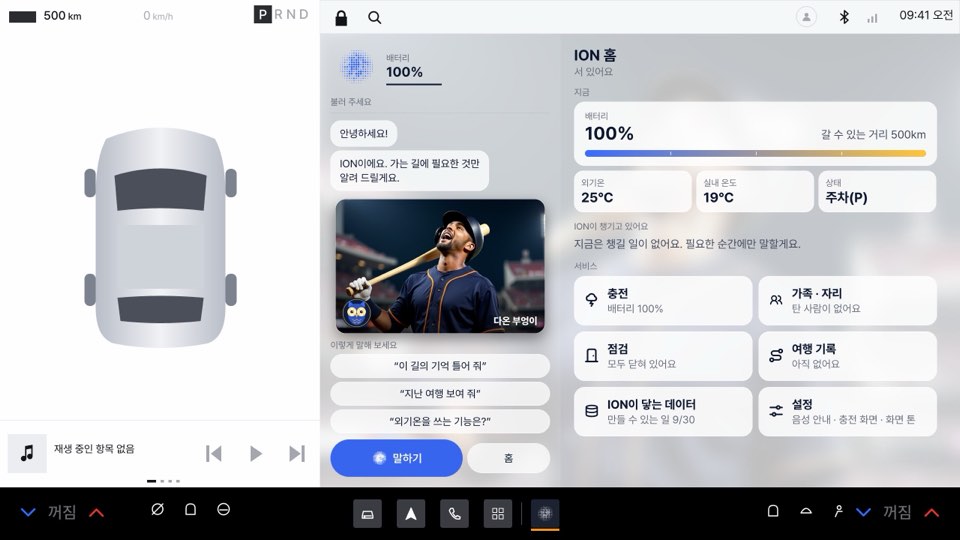 500 km
0 km/h
P R N D
09:41 오전
배터리
100%
불러 주세요
안녕하세요!
ION이에요. 가는 길에 필요한 것만
알려 드릴게요.
다온 부엉이
이렇게 말해 보세요
“이 길의 기억 틀어 줘”
“지난 여행 보여 줘”
“외기온을 쓰는 기능은?”
말하기
홈
ION 홈
서 있어요
지금
배터리
100%
갈 수 있는 거리 500km
외기온
25°C
실내 온도
19°C
상태
주차(P)
ION이 챙기고 있어요
지금은 챙길 일이 없어요. 필요한 순간에만 말할게요.
서비스
충전
배터리 100%
가족 · 자리
탄 사람이 없어요
점검
모두 닫혀 있어요
여행 기록
아직 없어요
ION이 닿는 데이터
만들 수 있는 일 9/30
설정
음성 안내 · 충전 화면 · 화면 톤
재생 중인 항목 없음
꺼짐
꺼짐